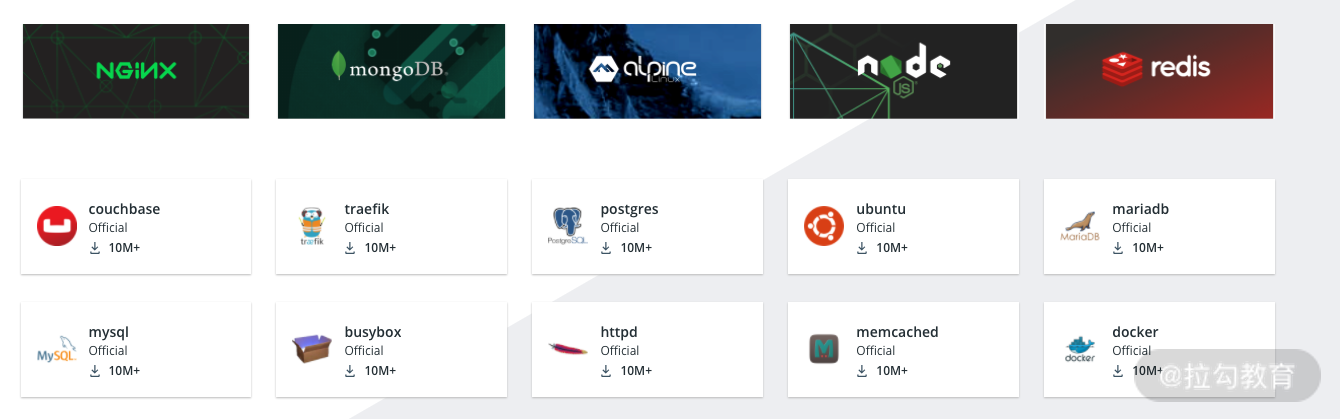 NGINX
mongoDB
alpine
Linux
node
JS
redis
couchbase
Official
10M+
traefik
træfik
Official
10M+
postgres
PostgreSQL
Official
10M+
ubuntu
Official
10M+
mariadb
MariaDB
Official
10M+
mysql
MySQL
Official
10M+
busybox
Official
10M+
httpd
Official
10M+
memcached
M
Official
10M+
docker
docker
Official
10M+
@拉勾教育